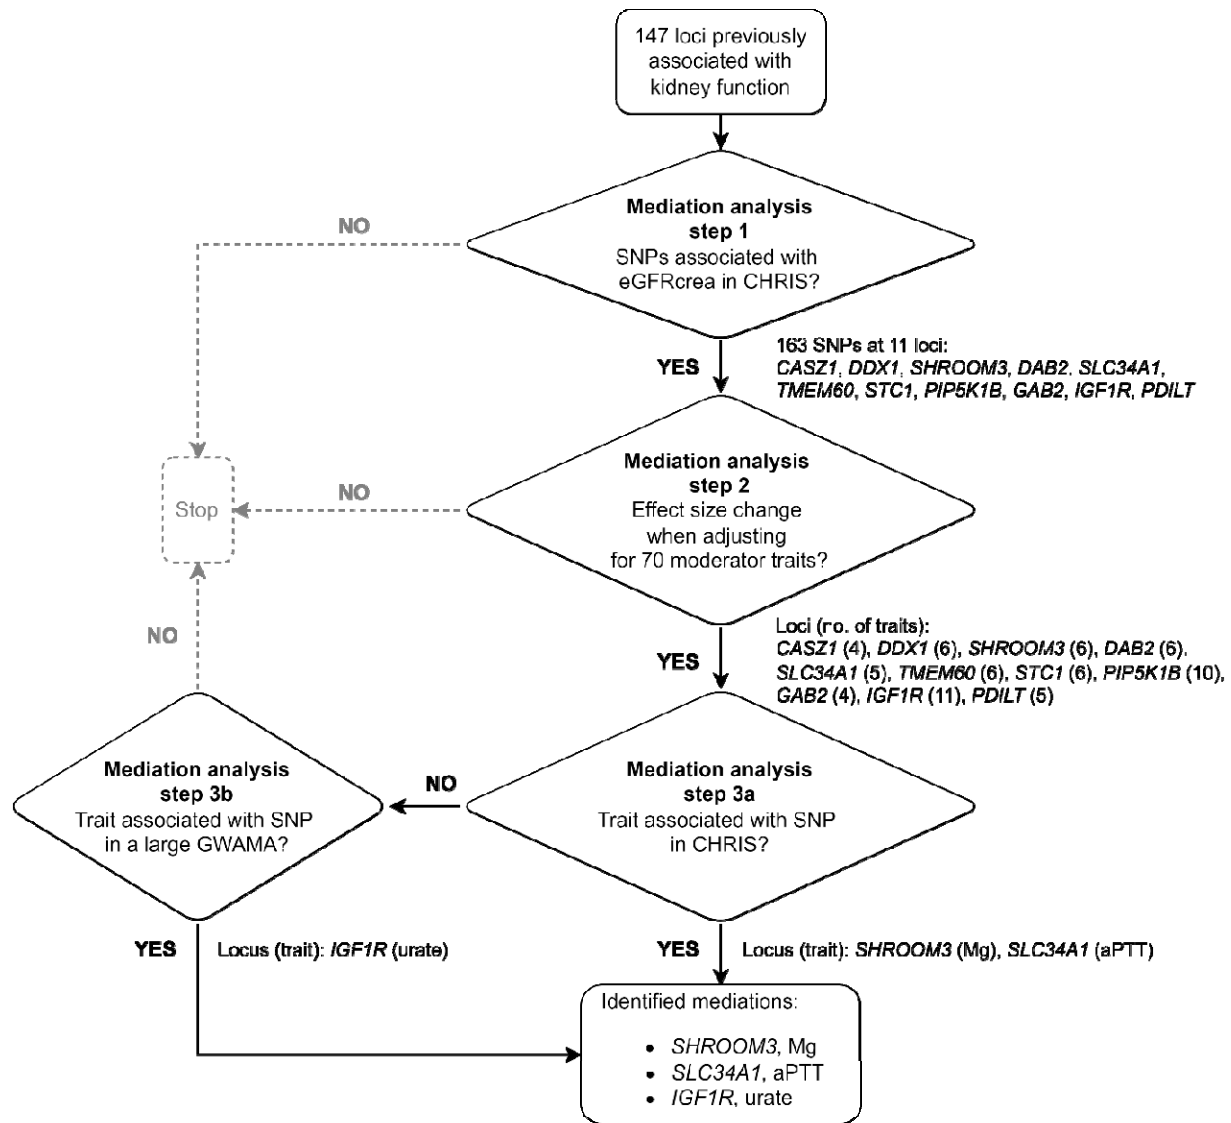 147 loci previously
associated with
kidney function
Mediation analysis
step 1
SNPs associated with
eGFRcrea in CHRIS?
NO
YES
163 SNPs at 11 loci:
CASZ1, DDX1, SHROOM3, DAB2, SLC34A1,
TMEM60, STC1, PIP5K1B, GAB2, IGF1R, PDILT
Mediation analysis
step 2
Effect size change
when adjusting
for 70 moderator traits?
NO
Stop
YES
Loci (no. of traits):
CASZ1 (4), DDX1 (6), SHROOM3 (6), DAB2 (6),
SLC34A1 (5), TMEM60 (6), STC1 (6), PIP5K1B (10),
GAB2 (4), IGF1R (11), PDILT (5)
NO
Mediation analysis
step 3a
Trait associated with SNP
in CHRIS?
NO
Mediation analysis
step 3b
Trait associated with SNP
in a large GWAMA?
YES
Locus (trait): IGF1R (urate)
YES
Locus (trait): SHROOM3 (Mg), SLC34A1 (aPTT)
Identified mediations:
• SHROOM3, Mg
• SLC34A1, aPTT
• IGF1R, urate